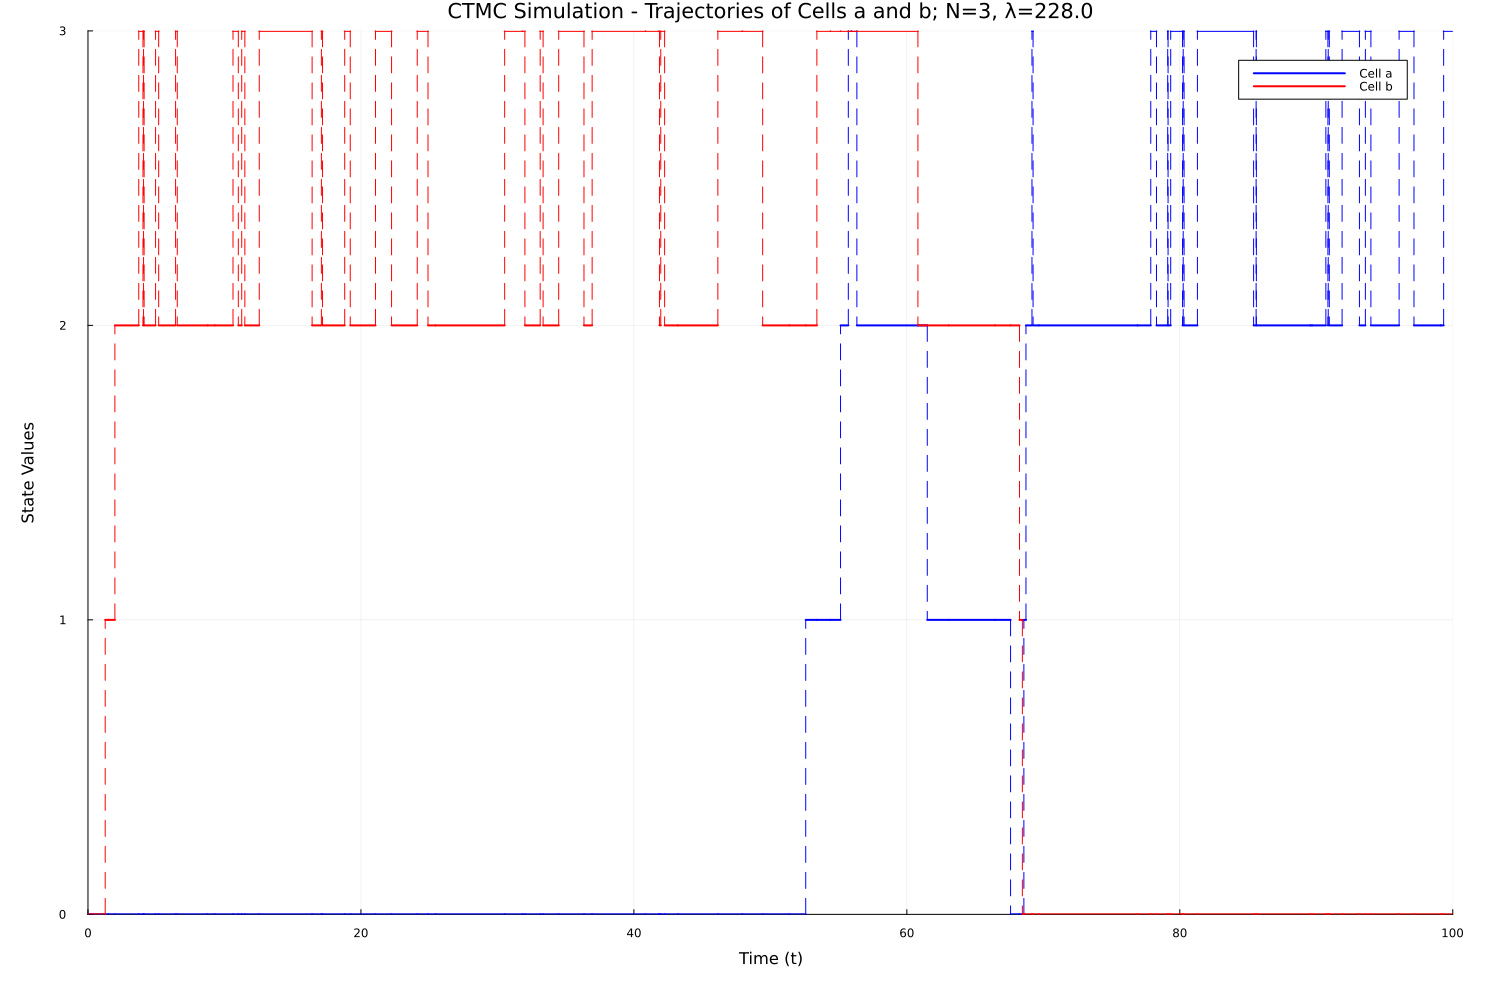 CTMC Simulation - Trajectories of Cells a and b; N=3, λ=228.0
3
Cell a
Cell b
2
State Values
1
0
0 20 40 60 80 100
Time (t)